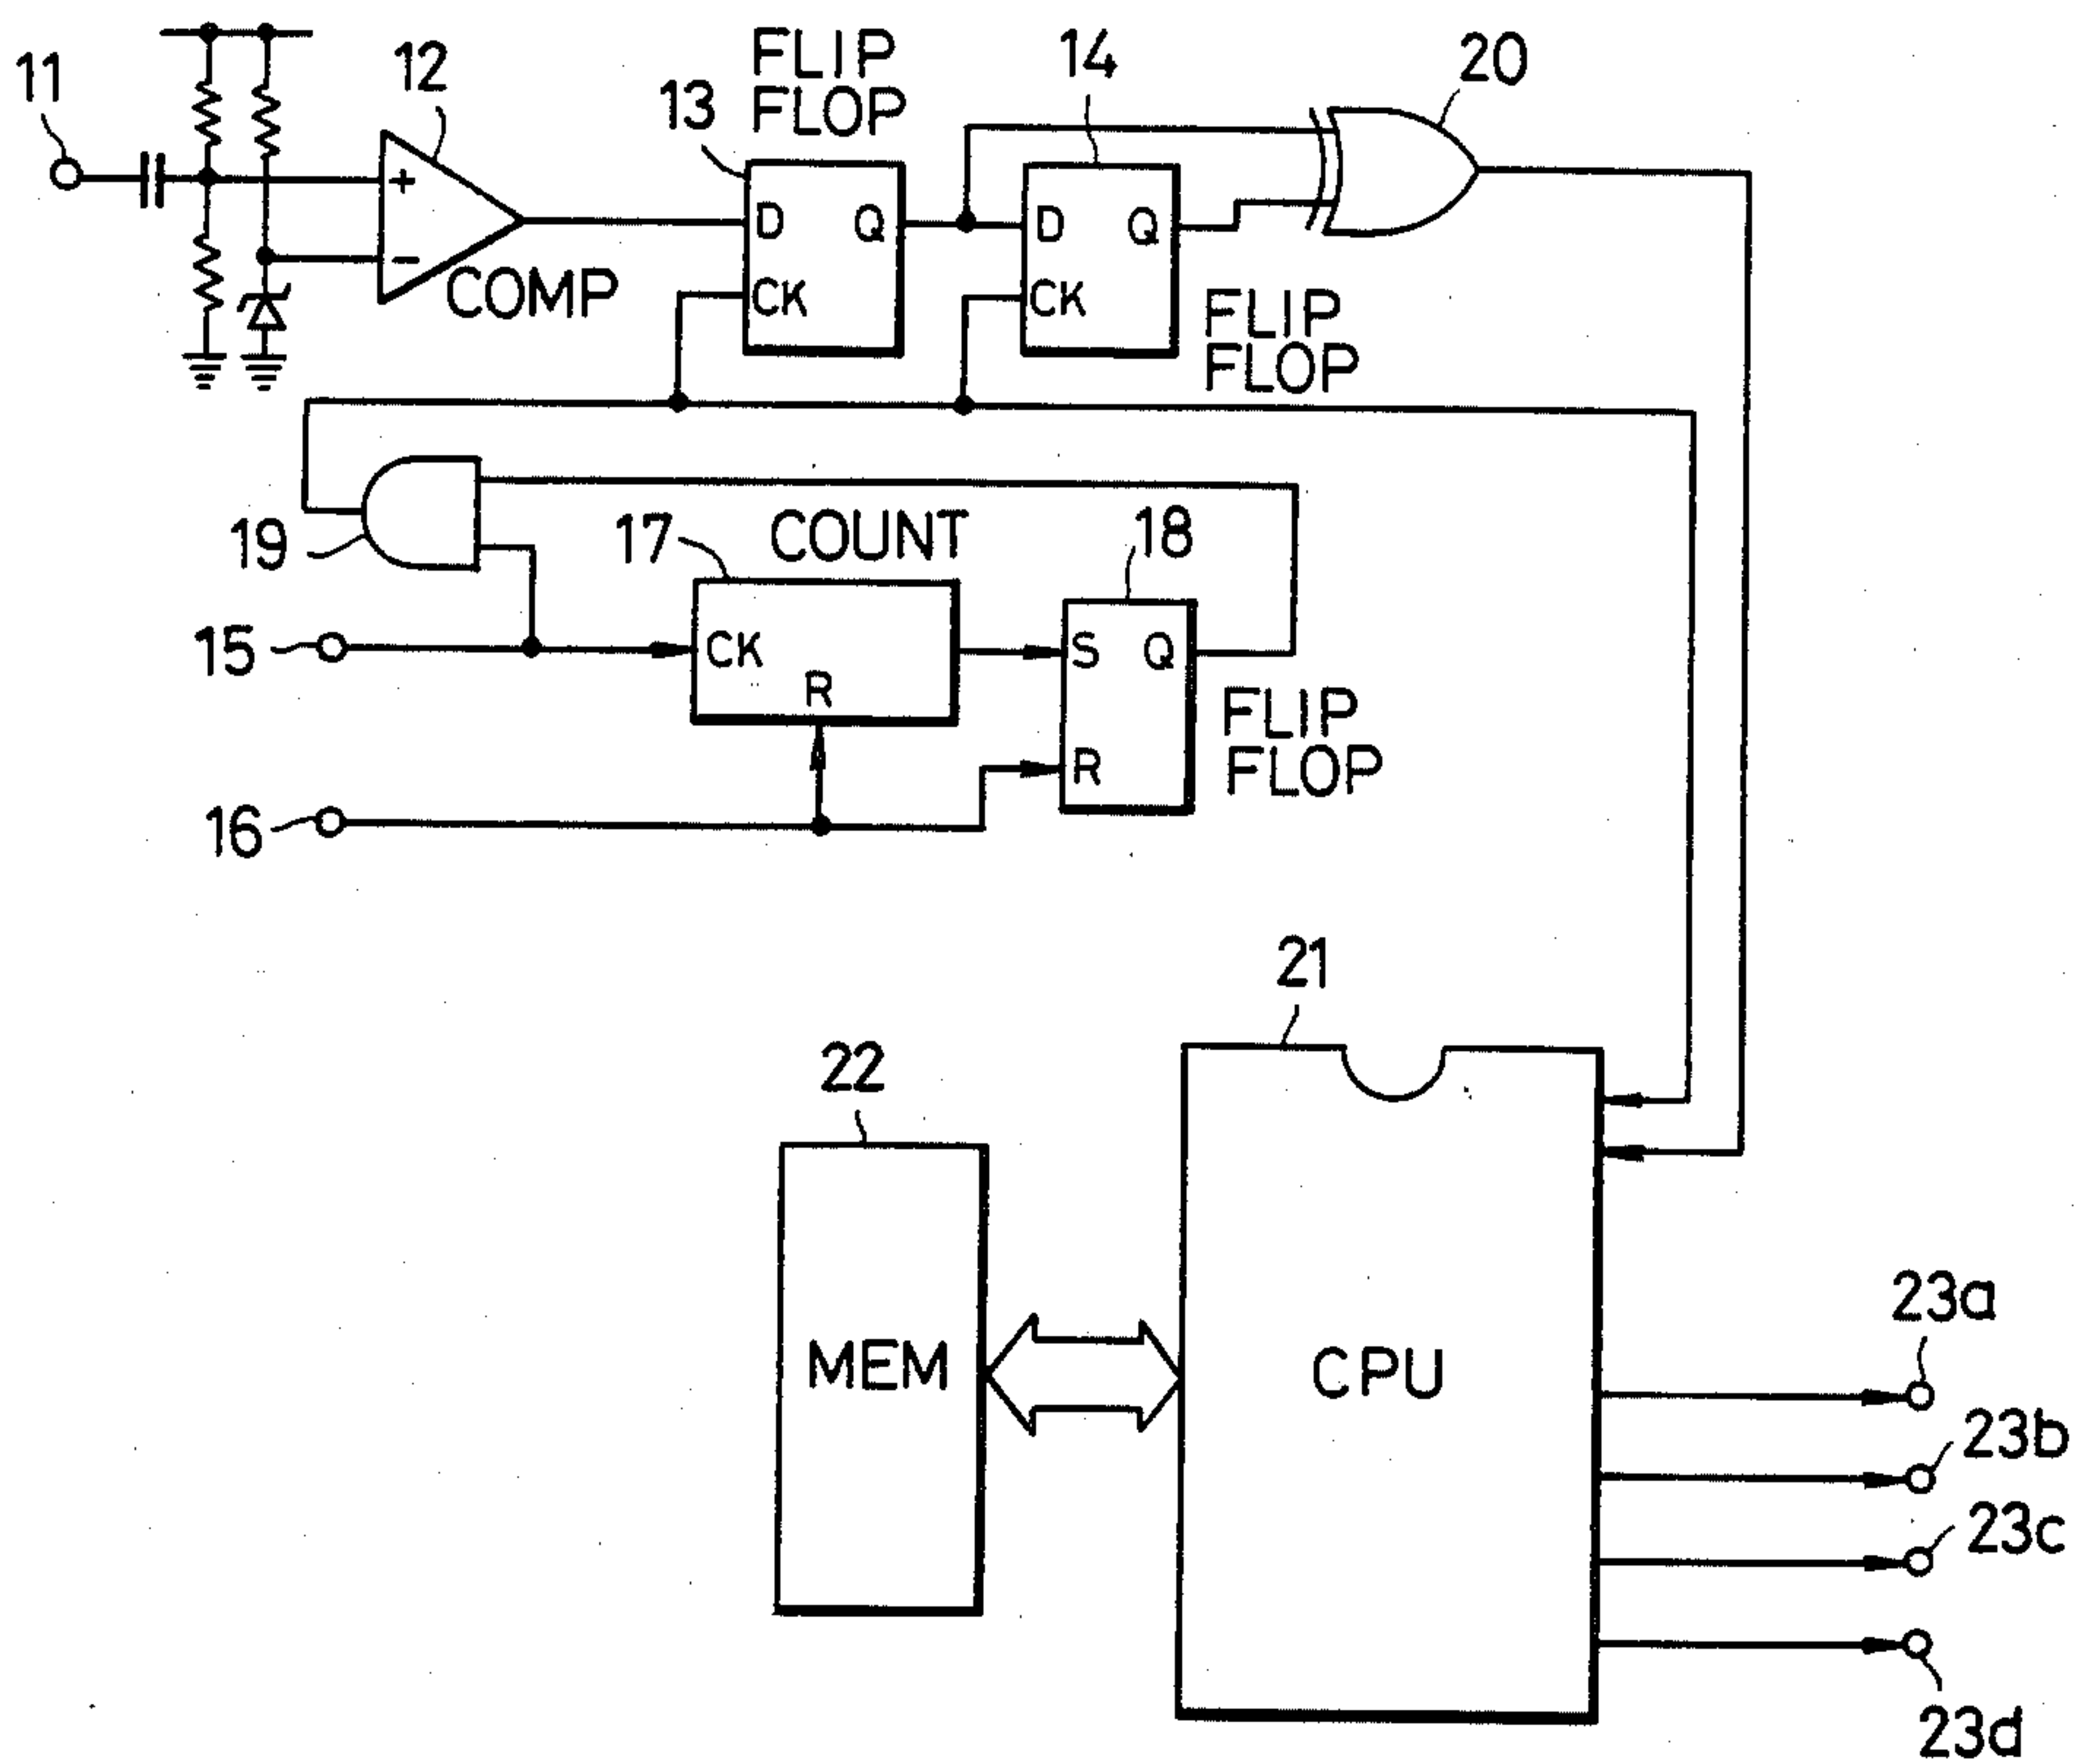 11
12
+
-
COMP
13
FLIP
FLOP
D
Q
CK
14
D
Q
CK
FLIP
FLOP
20
19
17
COUNT
CK
R
18
S
Q
R
FLIP
FLOP
15
16
21
CPU
22
MEM
23a
23b
23c
23d